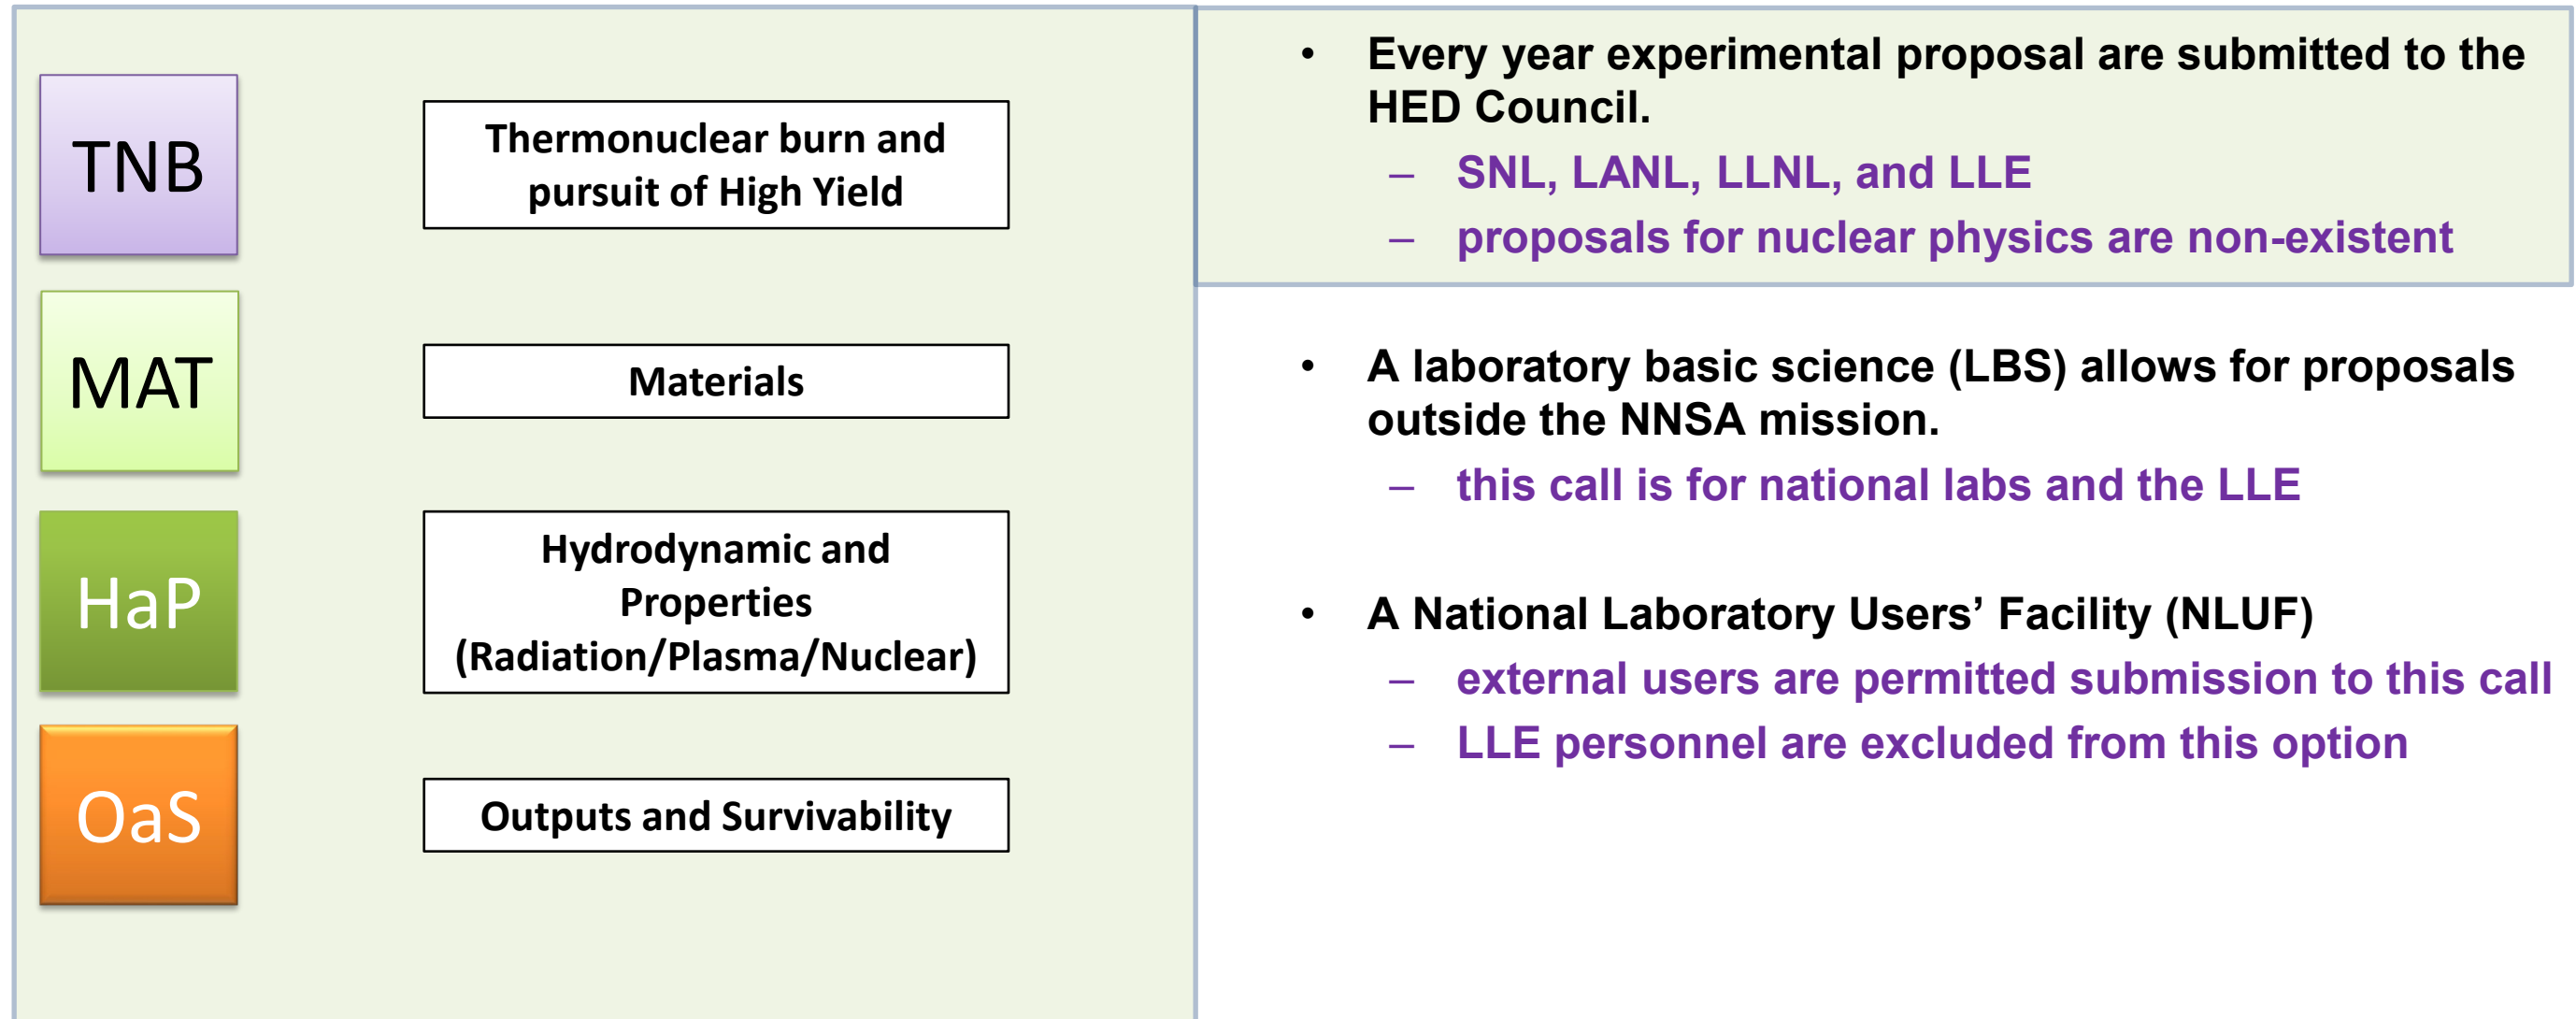 TNB
Thermonuclear burn and
pursuit of High Yield
MAT
Materials
HaP
Hydrodynamic and
Properties
(Radiation/Plasma/Nuclear)
OaS
Outputs and Survivability
• Every year experimental proposal are submitted to the
HED Council.
– SNL, LANL, LLNL, and LLE
– proposals for nuclear physics are non-existent
• A laboratory basic science (LBS) allows for proposals
outside the NNSA mission.
– this call is for national labs and the LLE
• A National Laboratory Users’ Facility (NLUF)
– external users are permitted submission to this call
– LLE personnel are excluded from this option